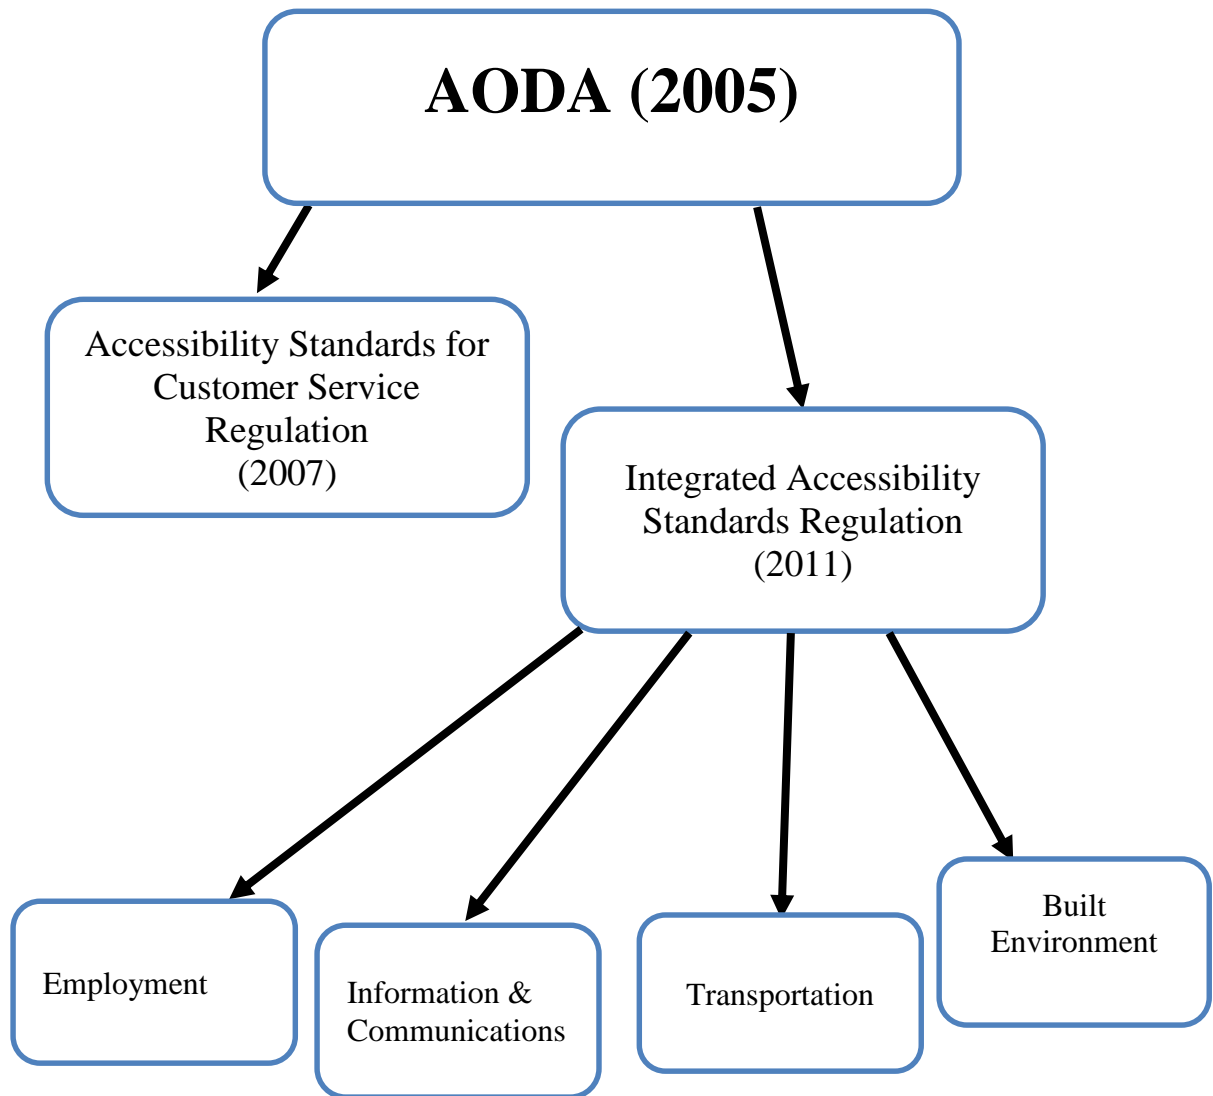 AODA (2005)
Accessibility Standards for
Customer Service
Regulation
(2007)
Integrated Accessibility
Standards Regulation
(2011)
Employment
Information &
Communications
Transportation
Built
Environment